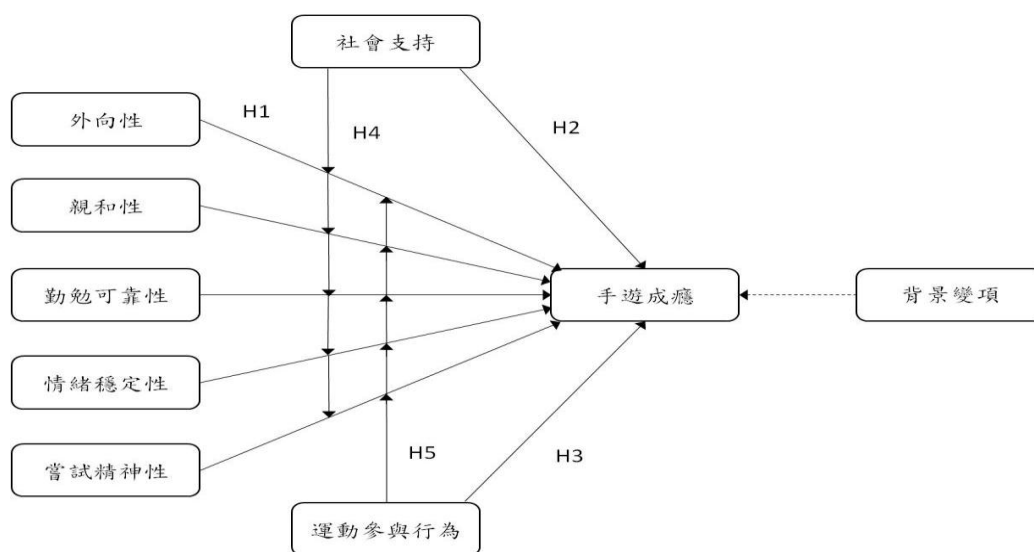 社會支持
外向性
H1
H4
H2
親和性
勤勉可靠性
手遊成癮
背景變項
情緒穩定性
嘗試精神性
H5
H3
運動參與行為